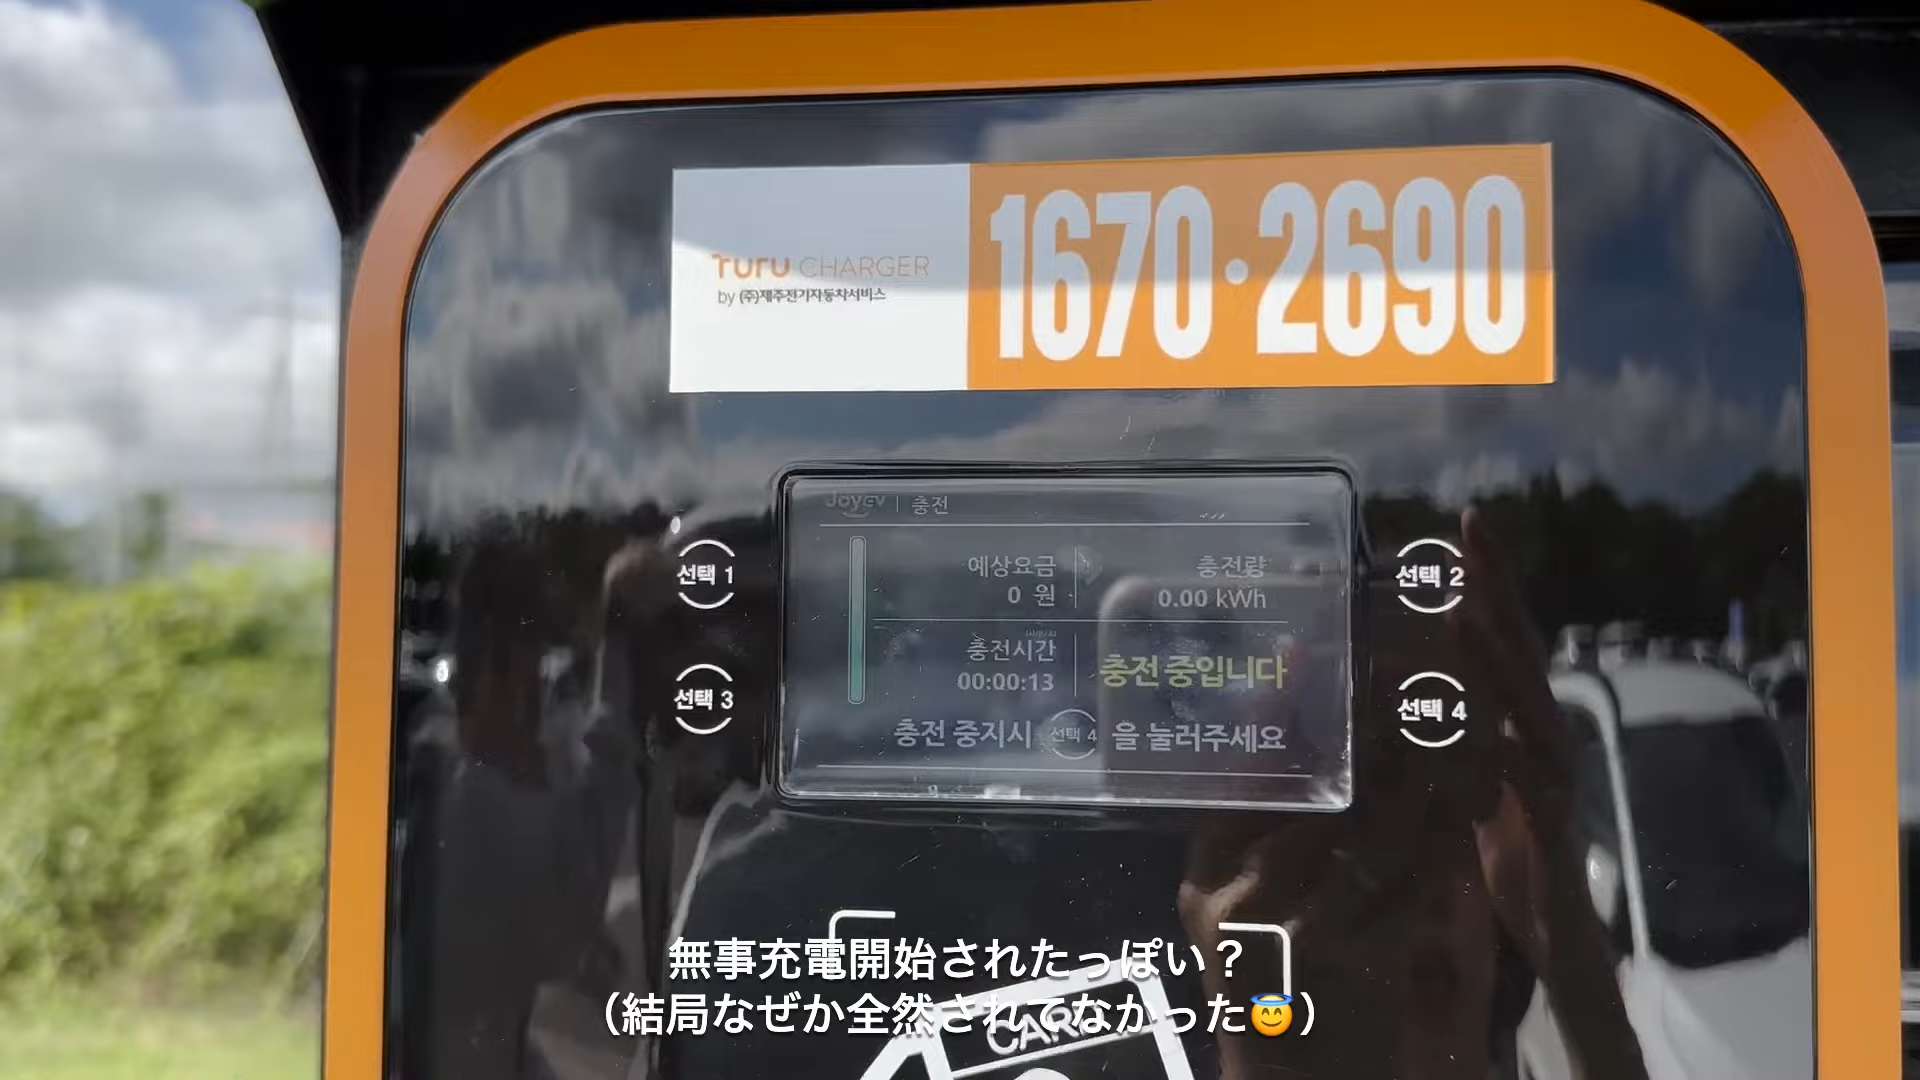 TUrU CHARGER
by (주)제주전기자동차서비스
1670·2690
JoyEV | 충전
선택 1
예상요금
0 원
충전량
0.00 kWh
선택 2
선택 3
충전시간
00:00:13
충전 중입니다
선택 4
충전 중지시 선택 4 을 눌러주세요
無事充電開始されたっぽい？
（結局なぜか全然されてなかった😇）
CARD